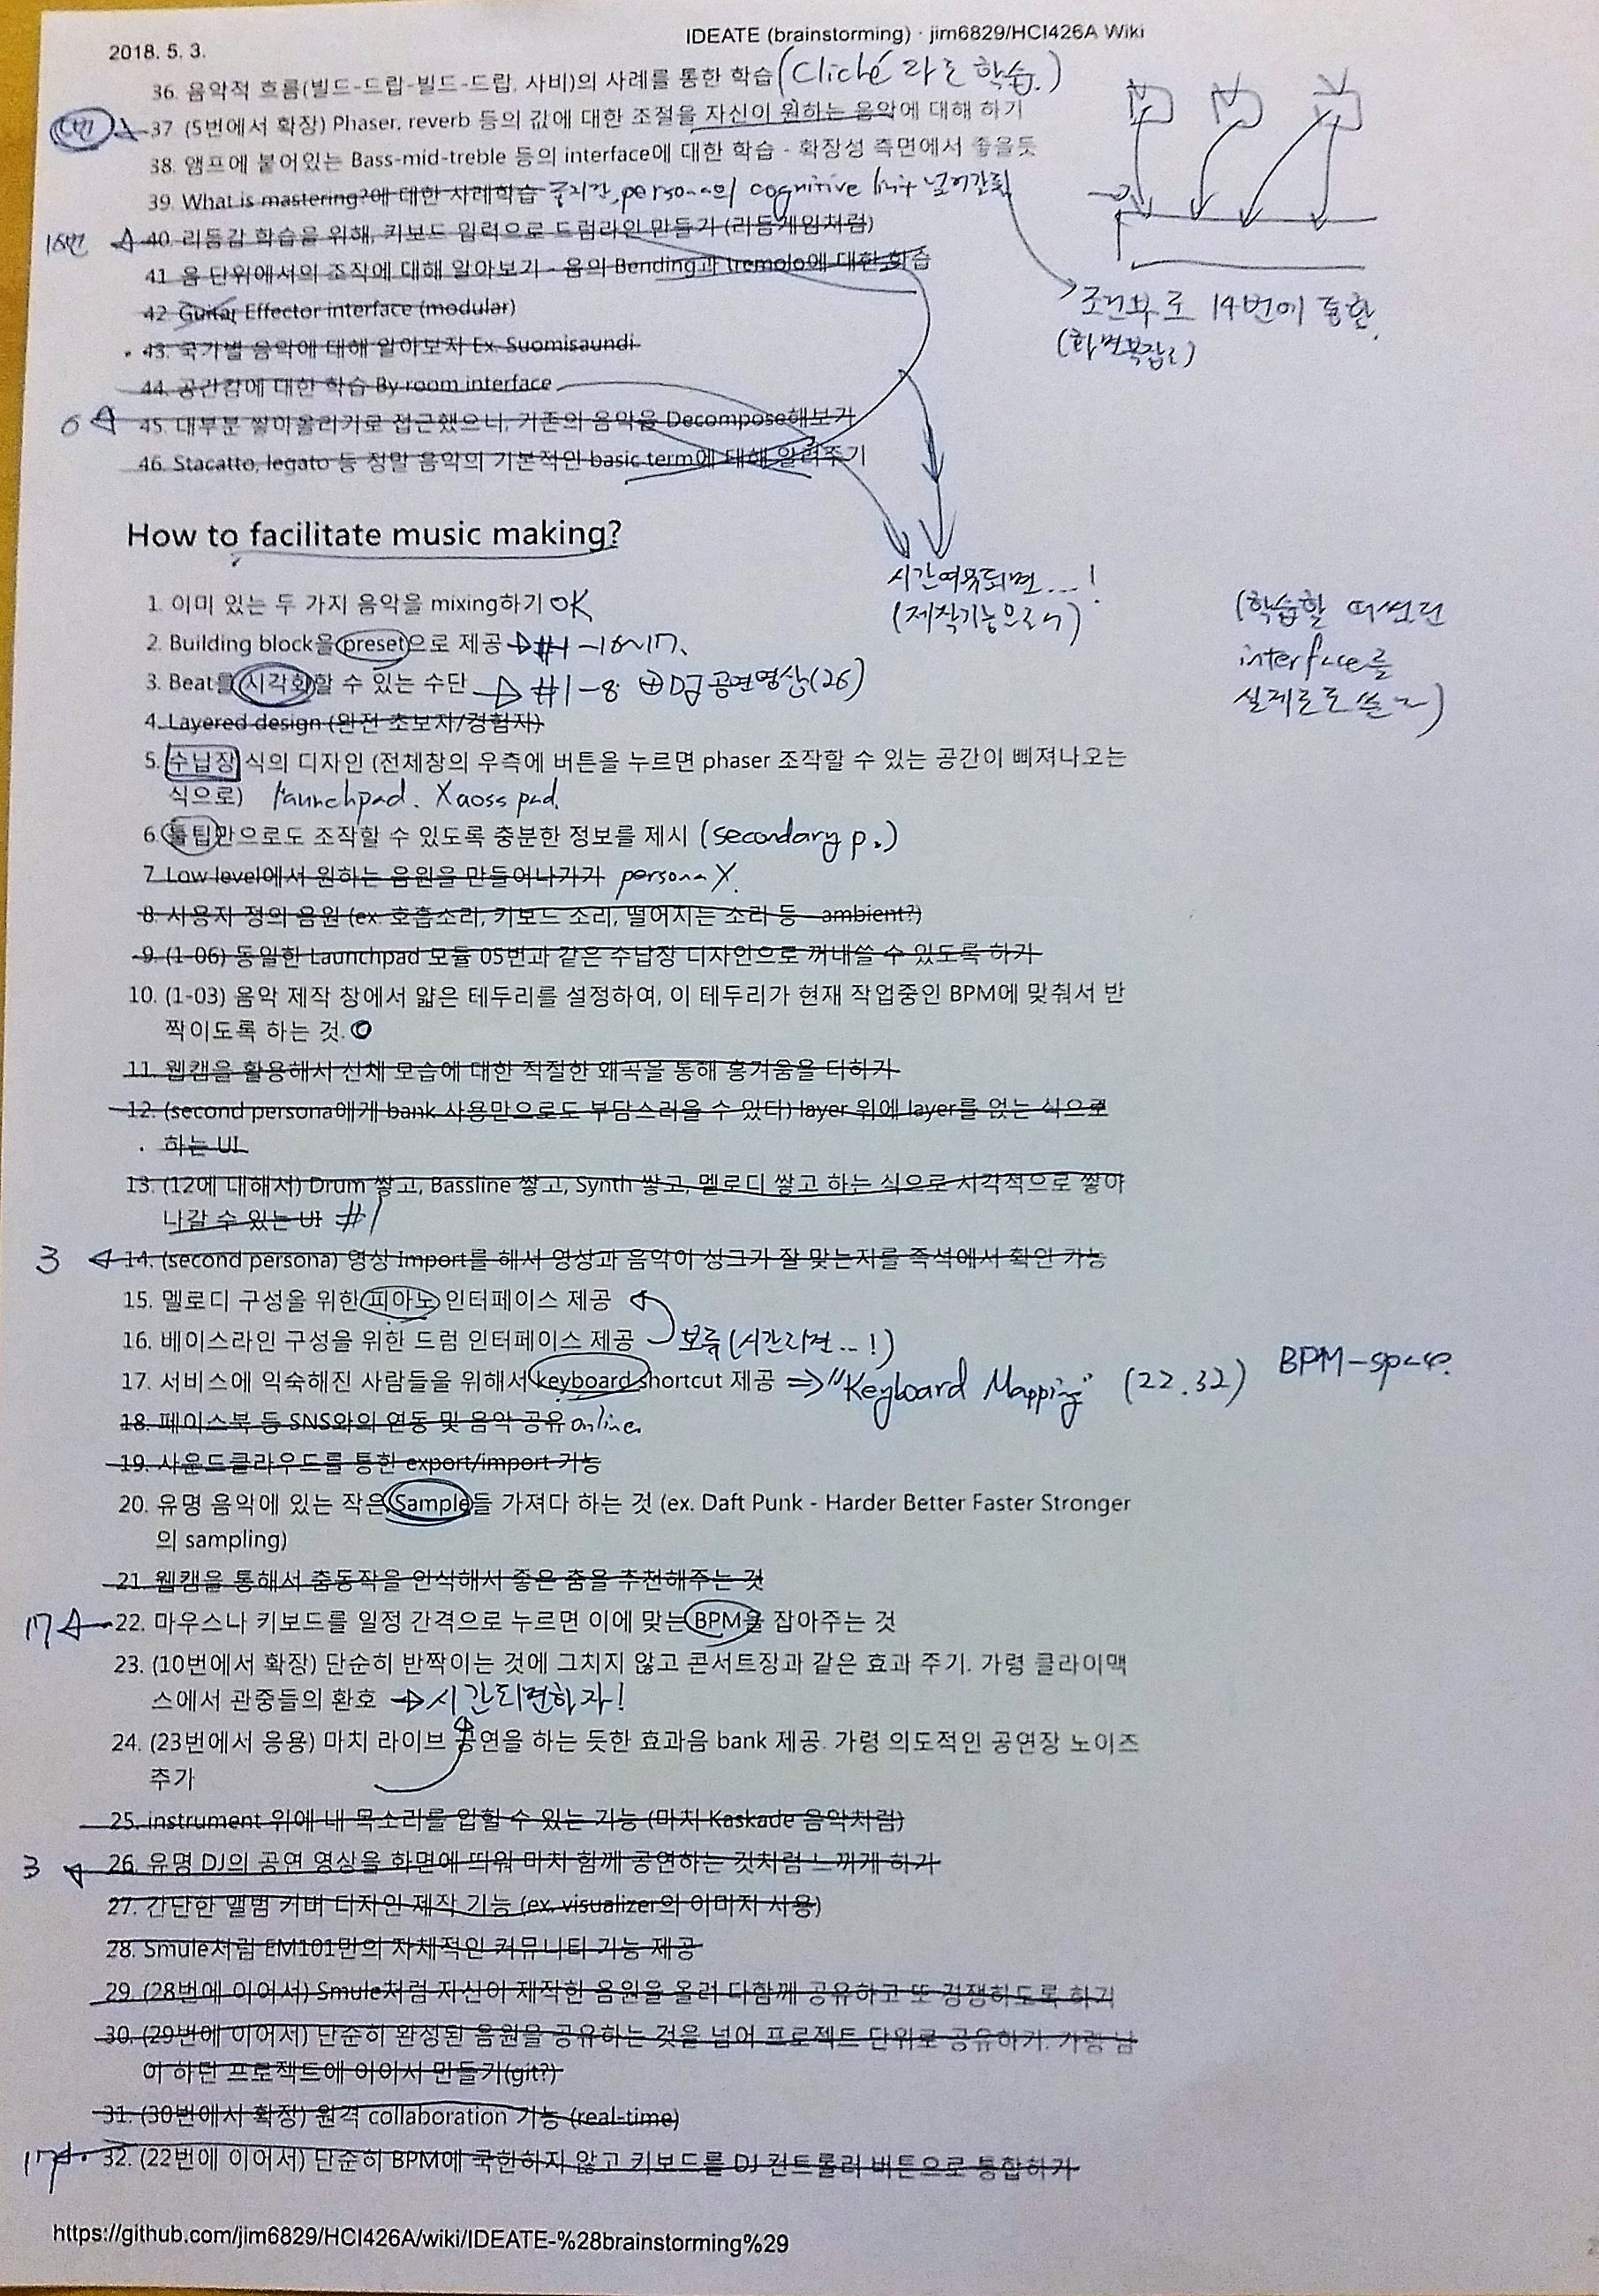 2018. 5. 3.
IDEATE (brainstorming) · jim6829/HCI426A Wiki
36. 음악적 흐름(빌드-드랍-빌드-드랍, 사비)의 사례를 통한 학습 (Cliché 라도 학습.)
37 (5번에서 확장) Phaser, reverb 등의 값에 대한 조절을 자신이 원하는 음악에 대해 하기
38. 앰프에 붙어있는 Bass-mid-treble 등의 interface에 대한 학습 - 확장성 측면에서 좋을듯
39. What is mastering?에 대한 사례학습 persona의 cognitive limit 넘어간듯
40. 리듬감 학습을 위해, 키보드 입력으로 드럼라인 만들기 (리듬게임처럼)
41 음 단위에서의 조작에 대해 알아보기 - 음의 Bending과 tremolo에 대한 학습
42. Guitar Effector interface (modular)
43. 국가별 음악에 대해 알아보자 Ex. Suomisaundi
조건부로 14번에 통합
44. 공간감에 대한 학습 By room interface
6 45. 대부분 쌓아올리기로 접근했으니, 기존의 음악을 Decompose해보기
46. Stacatto, legato 등 정말 음악의 기본적인 basic term에 대해 알려주기
How to facilitate music making?
시간여유되면....!
(제작기능으로서)
(학습할 때 썼던
interface를
실제로도 쓴다)
1. 이미 있는 두 가지 음악을 mixing하기 OK
2. Building block을 preset으로 제공 #1-16~17.
3. Beat를 시각화할 수 있는 수단 #1-8 ⊕DJ공연영상(26)
4. Layered design (완전 초보자/경험자)
5. 수납장 식의 디자인 (전체창의 우측에 버튼을 누르면 phaser 조작할 수 있는 공간이 삐져나오는
식으로) launchpad. Xaoss pad.
6. 툴팁만으로도 조작할 수 있도록 충분한 정보를 제시 (secondary p.)
7. Low level에서 원하는 음원을 만들어나가기 persona X.
8. 사용자 정의 음원 (ex. 호흡소리, 키보드 소리, 떨어지는 소리 등 - ambient?)
9. (1-06) 동일한 Launchpad 모듈 05번과 같은 수납장 디자인으로 꺼내쓸 수 있도록 하기
10. (1-03) 음악 제작 창에서 얇은 테두리를 설정하여, 이 테두리가 현재 작업중인 BPM에 맞춰서 반
짝이도록 하는 것.
11. 웹캠을 활용해서 신체 모습에 대한 적절한 왜곡을 통해 흥겨움을 더하기
12. (second persona에게 bank 사용만으로도 부담스러울 수 있다) layer 위에 layer를 얹는 식으로
하는 UI
13. (12에 대해서) Drum 쌓고, Bassline 쌓고, Synth 쌓고, 멜로디 쌓고 하는 식으로 시각적으로 쌓아
나갈 수 있는 UI #1
3 14. (second persona) 영상 Import를 해서 영상과 음악이 싱크가 잘 맞는지를 즉석에서 확인 가능
15. 멜로디 구성을 위한 피아노 인터페이스 제공
16. 베이스라인 구성을 위한 드럼 인터페이스 제공 보류 (시간되면...!)
17. 서비스에 익숙해진 사람들을 위해서 keyboard shortcut 제공 ⇒ "Keyboard Mapping" (22.32) BPM-space
18. 페이스북 등 SNS와의 연동 및 음악 공유 online
19. 사운드클라우드를 통한 export/import 기능
20. 유명 음악에 있는 작은 Sample들 가져다 하는 것 (ex. Daft Punk - Harder Better Faster Stronger
의 sampling)
21. 웹캠을 통해서 춤동작을 인식해서 좋은 춤을 추천해주는 것
17 22. 마우스나 키보드를 일정 간격으로 누르면 이에 맞는 BPM을 잡아주는 것
23. (10번에서 확장) 단순히 반짝이는 것에 그치지 않고 콘서트장과 같은 효과 주기. 가령 클라이맥
스에서 관중들의 환호 → 시간되면하자!
24. (23번에서 응용) 마치 라이브 공연을 하는 듯한 효과음 bank 제공. 가령 의도적인 공연장 노이즈
추가
25. instrument 위에 내 목소리를 입힐 수 있는 기능 (마치 Kaskade 음악처럼)
3 26. 유명 DJ의 공연 영상을 화면에 띄워 마치 함께 공연하는 것처럼 느끼게 하기
27. 간단한 앨범 커버 디자인 제작 기능 (ex. visualizer의 이미지 사용)
28. Smule처럼 EM101만의 자체적인 커뮤니티 기능 제공
29. (28번에 이어서) Smule처럼 자신이 제작한 음원을 올려 다함께 공유하고 또 경쟁하도록 하기
30. (29번에 이어서) 단순히 완성된 음원을 공유하는 것을 넘어 프로젝트 단위로 공유하기. 가령 남
이 하던 프로젝트에 이어서 만들기(git?)
31. (30번에서 확장) 원격 collaboration 기능 (real-time)
17 32. (22번에 이어서) 단순히 BPM에 국한하지 않고 키보드를 DJ 컨트롤러 버튼으로 통합하기
https://github.com/jim6829/HCI426A/wiki/IDEATE-%28brainstorming%29